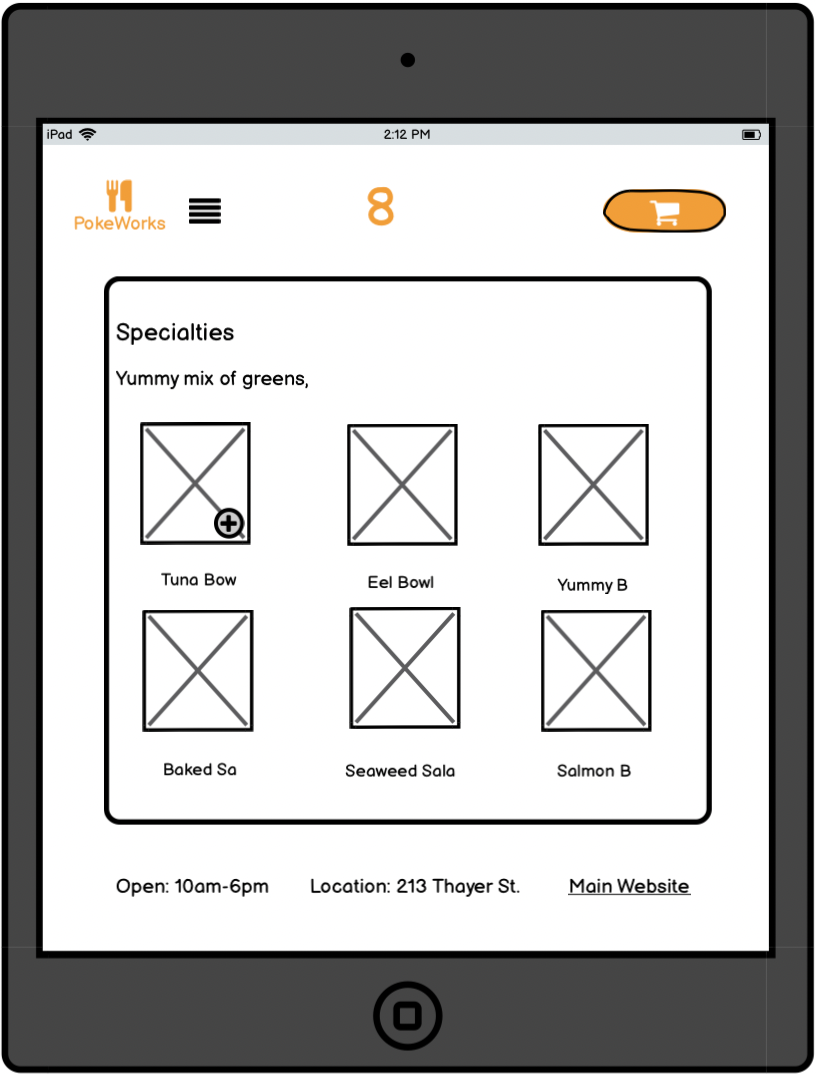 iPad 2:12 PM
PokeWorks
8
Specialties
Yummy mix of greens,
Tuna Bow Eel Bowl Yummy B
Baked Sa Seaweed Sala Salmon B
Open: 10am-6pm Location: 213 Thayer St. Main Website